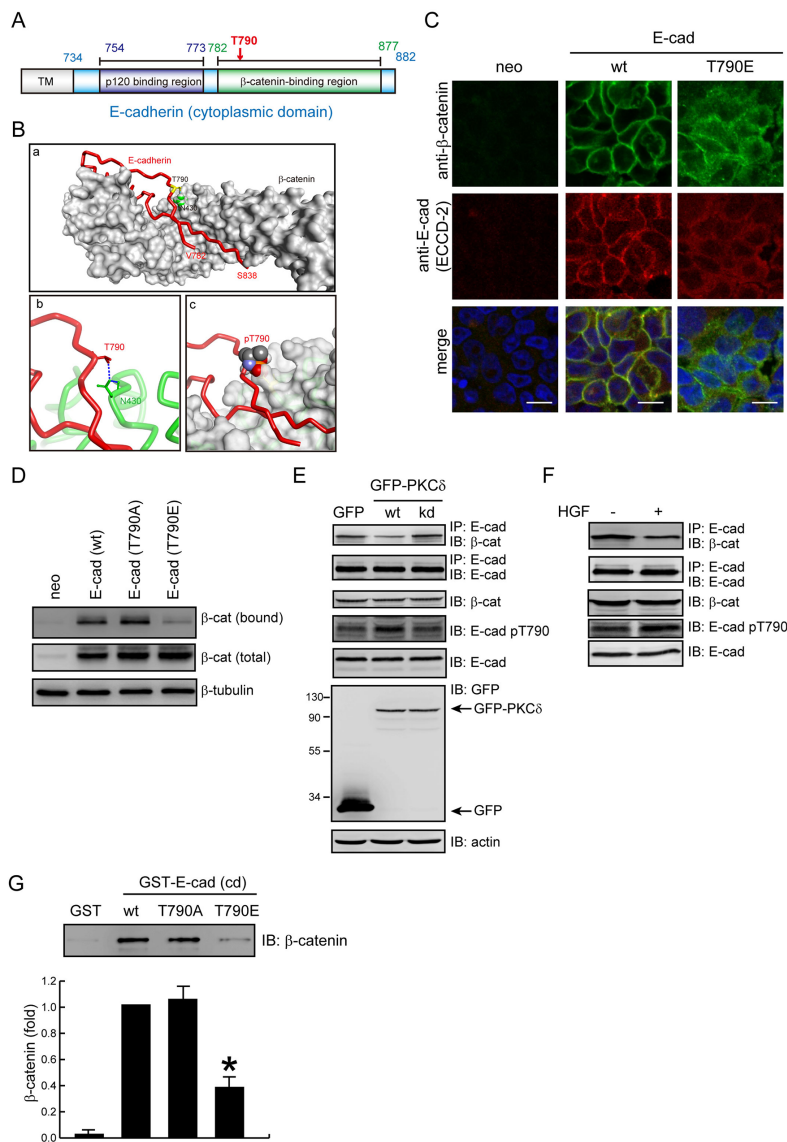 A
734
754
773
782
T790
877
882
TM
p120 binding region
β-catenin-binding region
E-cadherin (cytoplasmic domain)
B
a
E-cadherin
T790
N430
β-catenin
V782
S838
b
T790
N430
c
pT790
C
E-cad
neo
wt
T790E
anti-β-catenin
anti-E-cad
(ECCD-2)
merge
D
neo
E-cad (wt)
E-cad (T790A)
E-cad (T790E)
β-cat (bound)
β-cat (total)
β-tubulin
E
GFP-PKCδ
GFP
wt
kd
IP: E-cad
IB: β-cat
IP: E-cad
IB: E-cad
IB: β-cat
IB: E-cad pT790
IB: E-cad
IB: GFP
130
90
55
34
GFP-PKCδ
GFP
IB: actin
F
HGF
-
+
IP: E-cad
IB: β-cat
IP: E-cad
IB: E-cad
IB: β-cat
IB: E-cad pT790
IB: E-cad
G
GST-E-cad (cd)
GST
wt
T790A
T790E
IB: β-catenin
β-catenin (fold)
1.2
1.0
0.8
0.6
0.4
0.2
0.0
*